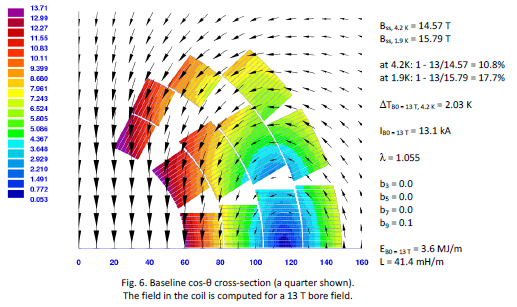 13.71
12.99
12.27
11.55
10.83
10.11
9.399
8.680
7.961
7.243
6.524
5.805
5.086
4.367
3.648
2.929
2.210
1.491
0.772
0.053
0 20 40 60 80 100 120 140 160
Bss, 4.2 K = 14.57 T
Bss, 1.9K = 15.79 T
at 4.2K: 1 - 13/14.57 = 10.8%
at 1.9K: 1 - 13/15.79 = 17.7%
ΔTB0 = 13 T, 4.2K = 2.03 K
IB0 = 13 T = 13.1 kA
λ = 1.055
b3 = 0.0
b5 = 0.0
b7 = 0.0
b9 = 0.1
EB0 = 13 T = 3.6 MJ/m
L = 41.4 mH/m
Fig. 6. Baseline cos-θ cross-section (a quarter shown).
The field in the coil is computed for a 13 T bore field.